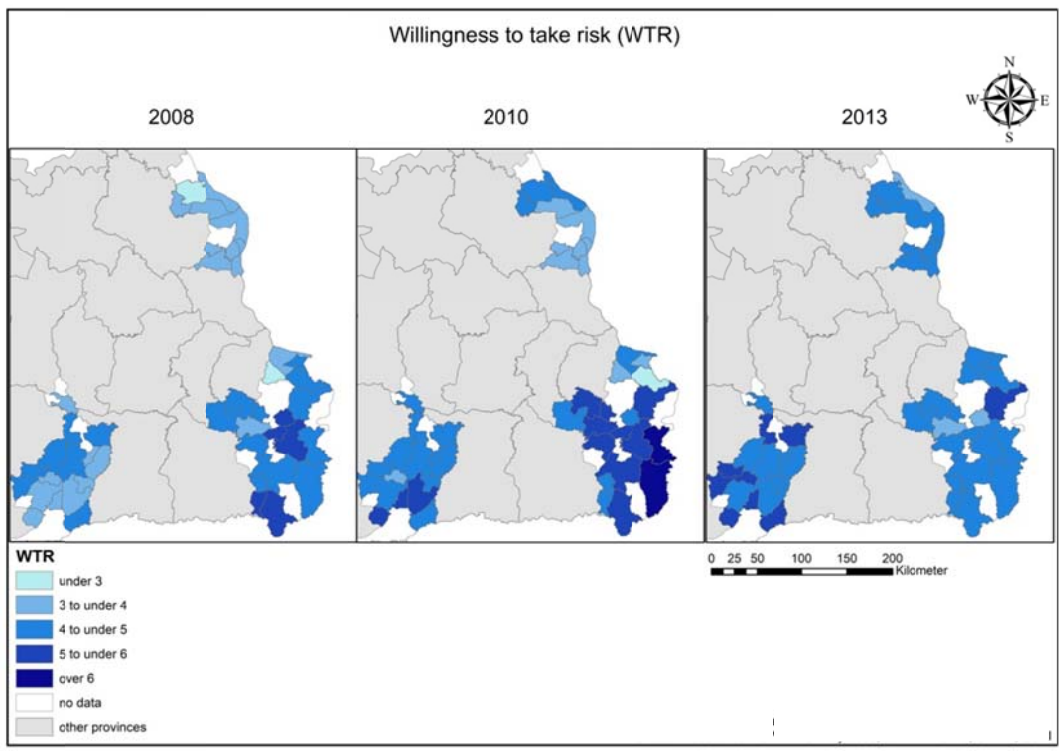 Willingness to take risk (WTR)
N
W E
S
2008 2010 2013
WTR
under 3
3 to under 4
4 to under 5
5 to under 6
over 6
no data
other provinces
0 25 50 100 150 200
Kilometer